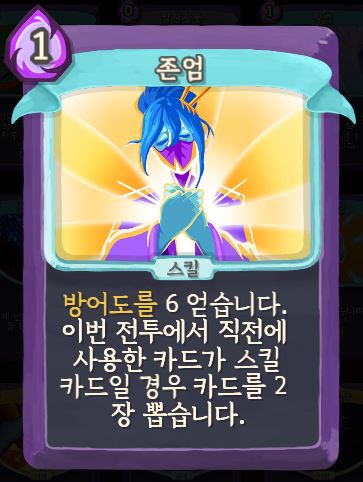 1
존엄
스킬
방어도를 6 얻습니다.
이번 전투에서 직전에
사용한 카드가 스킬
카드일 경우 카드를 2
장 뽑습니다.